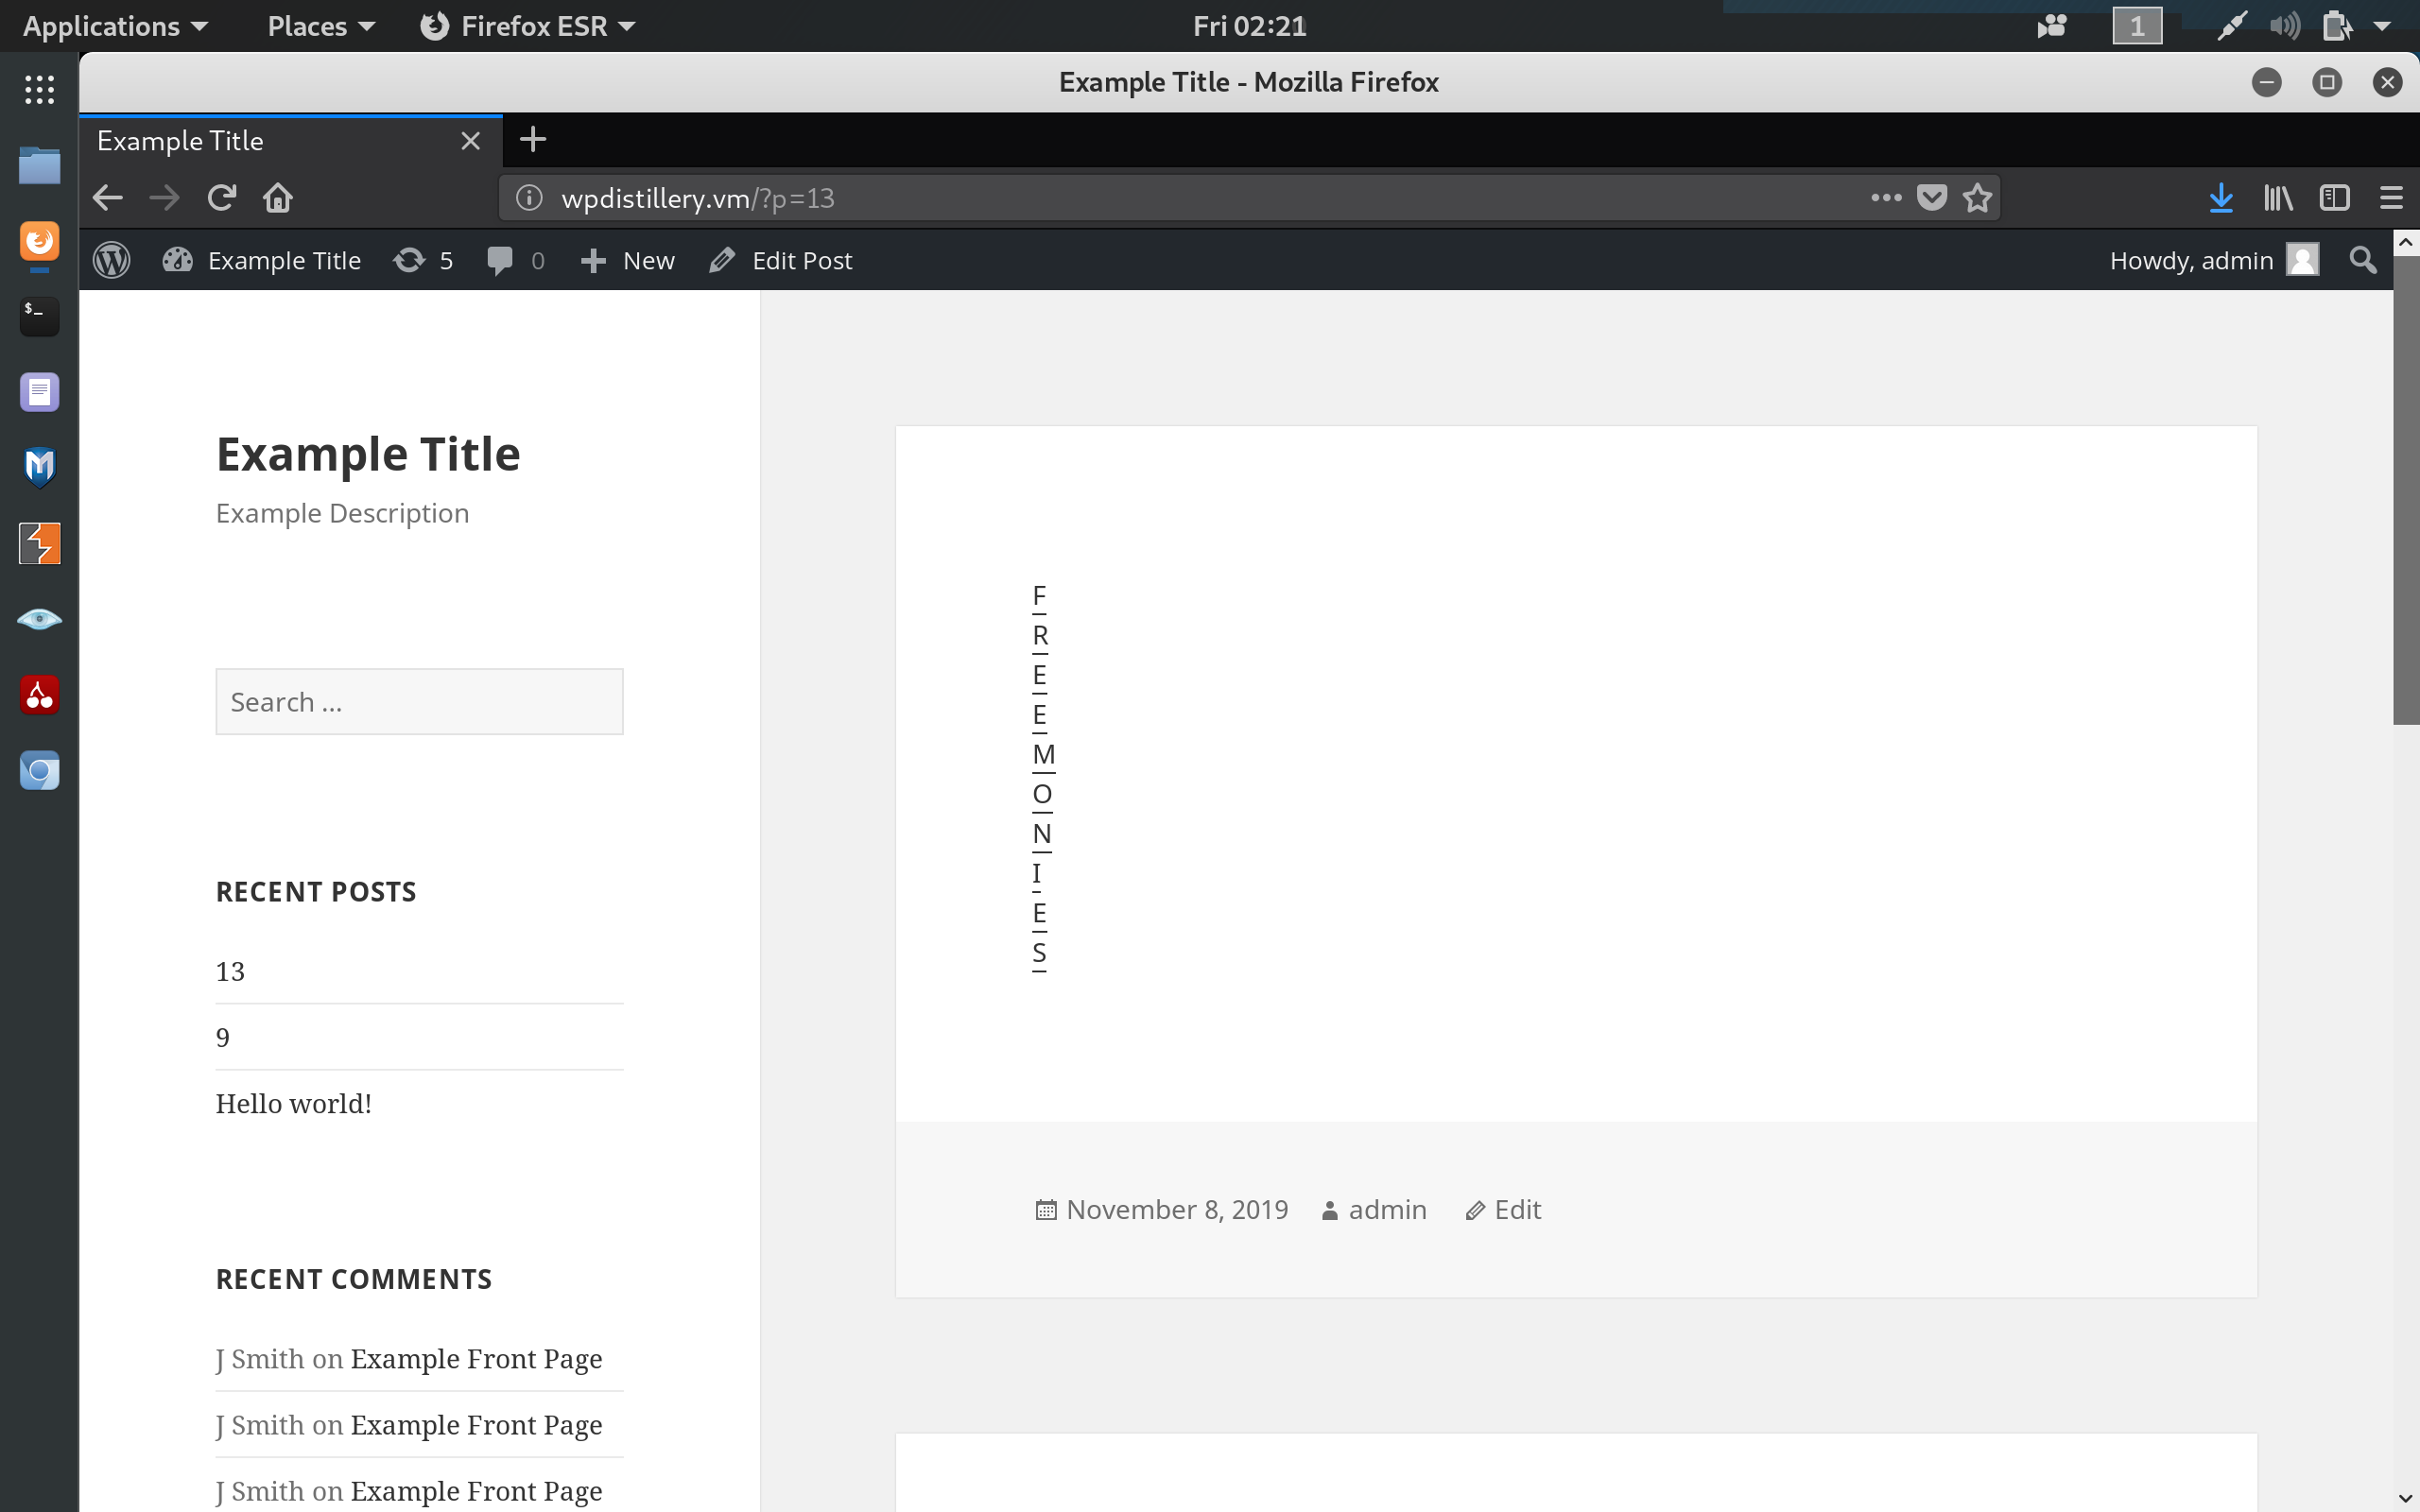 Applications Places Firefox ESR Fri 02:21 1
Example Title - Mozilla Firefox
Example Title
wpdistillery.vm/?p=13
Example Title 5 0 New Edit Post Howdy, admin
Example Title
Example Description
Search ...
RECENT POSTS
13
9
Hello world!
RECENT COMMENTS
J Smith on Example Front Page
J Smith on Example Front Page
J Smith on Example Front Page
F
R
E
E
M
O
N
I
E
S
November 8, 2019 admin Edit